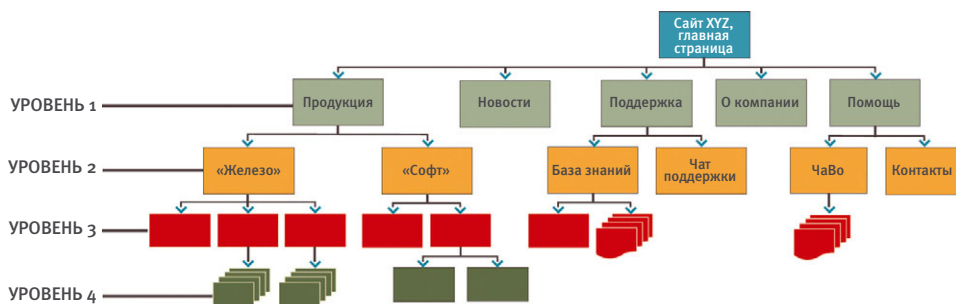 Сайт XYZ,
главная
страница
УРОВЕНЬ 1
Продукция
Новости
Поддержка
О компании
Помощь
УРОВЕНЬ 2
«Железо»
«Софт»
База знаний
Чат
поддержки
ЧаВо
Контакты
УРОВЕНЬ 3
УРОВЕНЬ 4